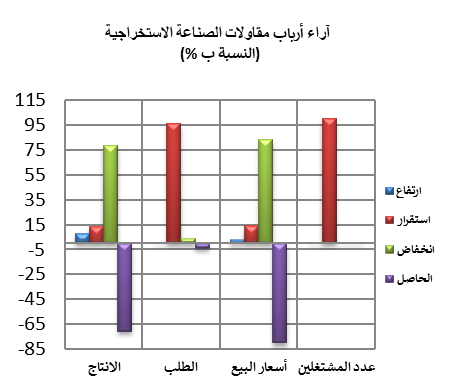 آراء أرباب مقاولات الصناعة الاستخراجية
(النسبة ب %)
115
95
75
55
35
15
-5
-25
-45
-65
-85
ارتفاع
استقرار
انخفاض
الحاصل
الانتاج
الطلب
أسعار البيع
عدد المشتغلين